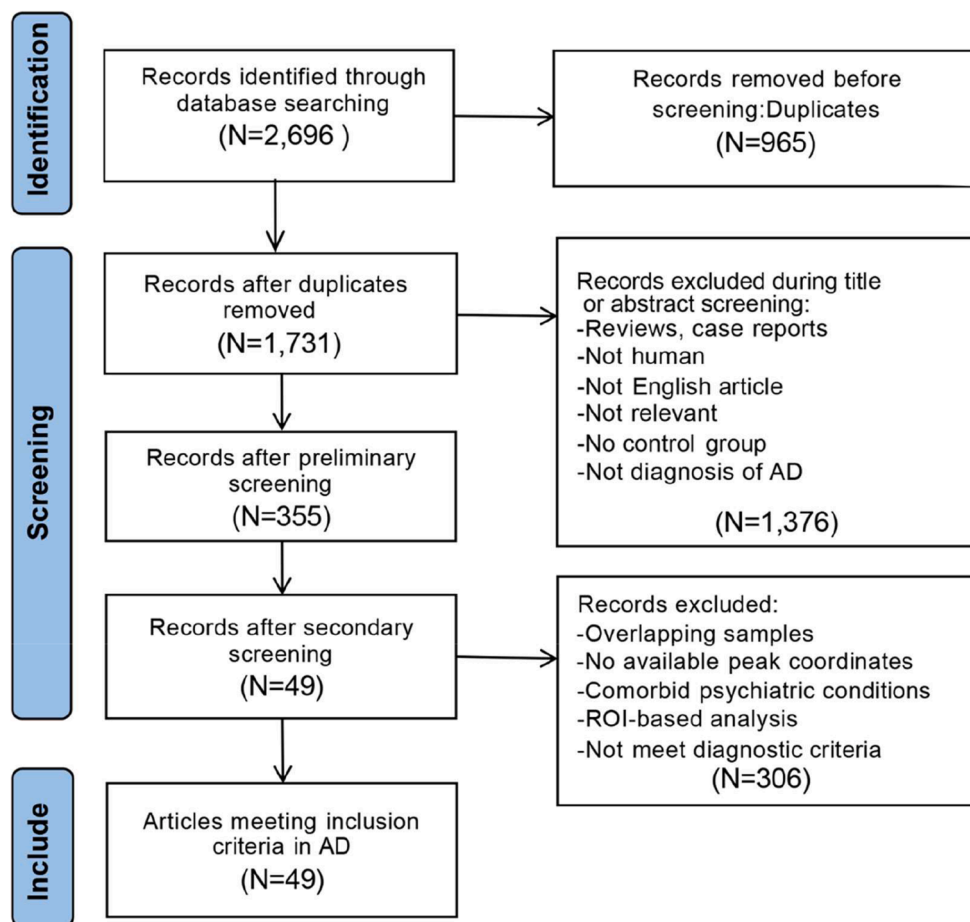 Identification
Records identified through
database searching
(N=2,696 )
Records removed before
screening:Duplicates
(N=965)
Screening
Records after duplicates
removed
(N=1,731)
Records excluded during title
or abstract screening:
-Reviews, case reports
-Not human
-Not English article
-Not relevant
-No control group
-Not diagnosis of AD
(N=1,376)
Records after preliminary
screening
(N=355)
Records after secondary
screening
(N=49)
Records excluded:
-Overlapping samples
-No available peak coordinates
-Comorbid psychiatric conditions
-ROI-based analysis
-Not meet diagnostic criteria
(N=306)
Include
Articles meeting inclusion
criteria in AD
(N=49)